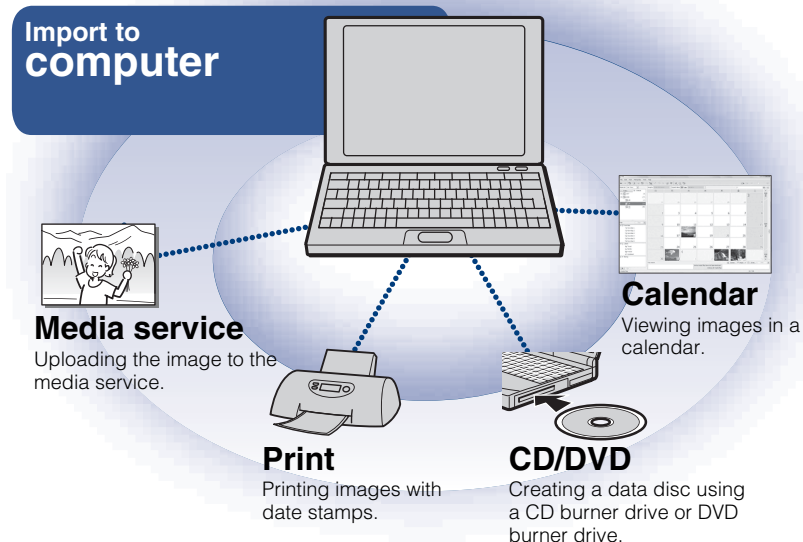 Import to
computer
Media service
Uploading the image to the
media service.
Calendar
Viewing images in a
calendar.
Print
Printing images with
date stamps.
CD/DVD
Creating a data disc using
a CD burner drive or DVD
burner drive.